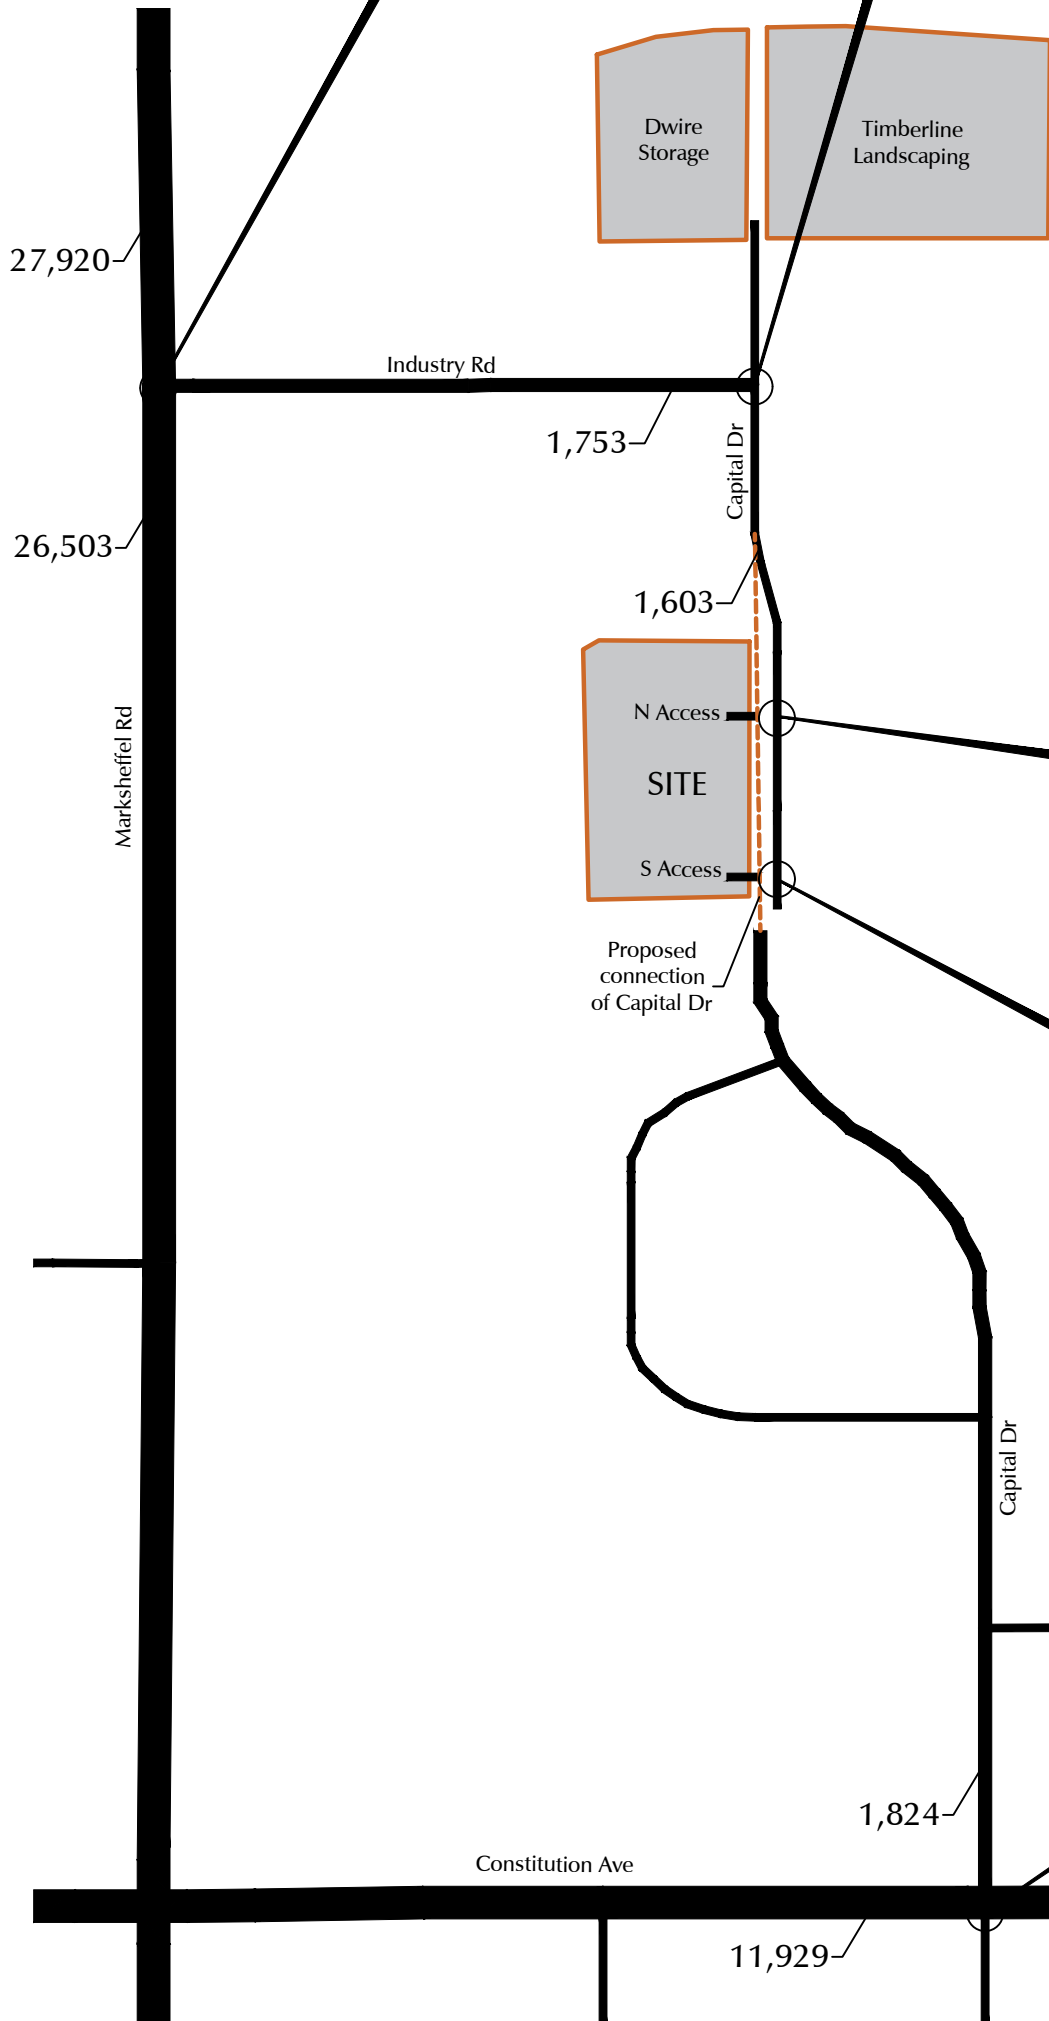 Dwire
Storage
Timberline
Landscaping
27,920
Industry Rd
1,753
Capital Dr
26,503
1,603
N Access
Marksheffel Rd
SITE
S Access
Proposed
connection
of Capital Dr
Capital Dr
1,824
Constitution Ave
11,929